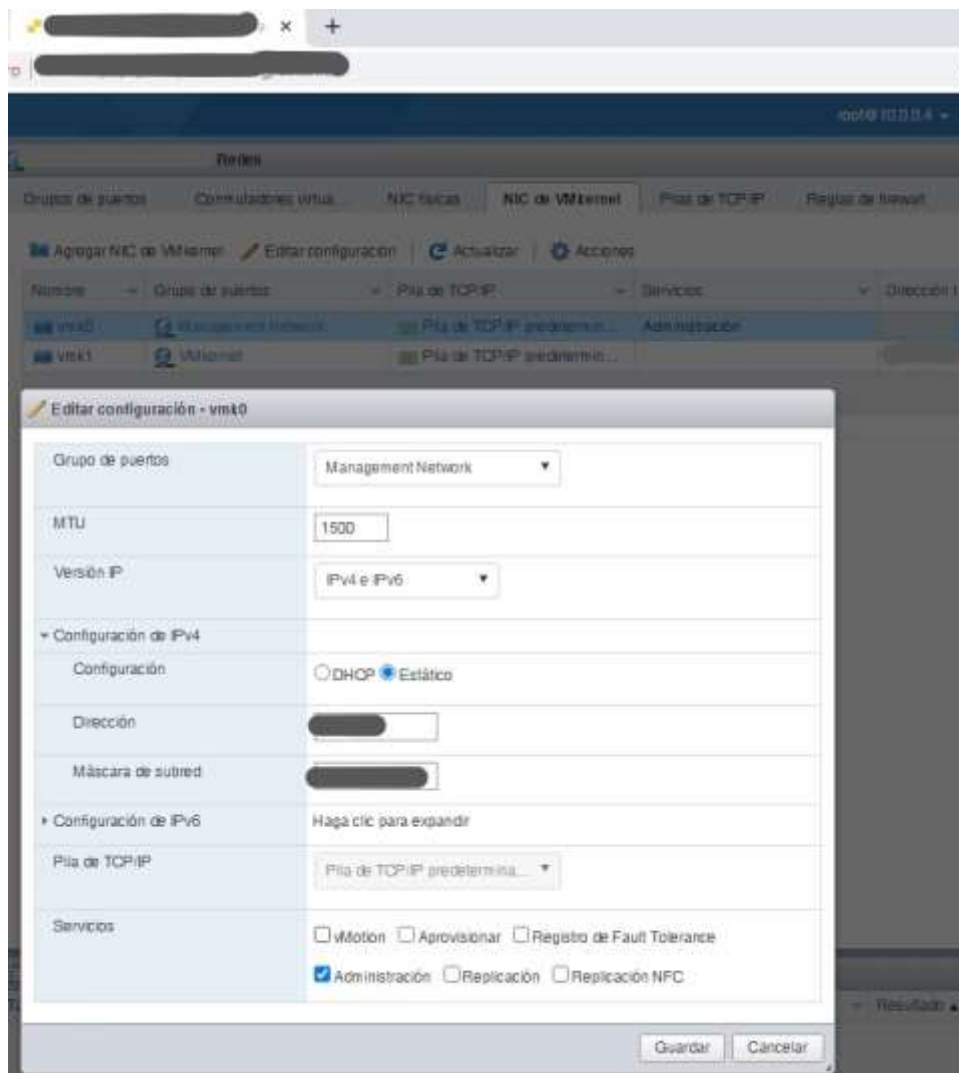 root@10.0.0.4
Redes
Grupos de puertos Conmutadores virtua... NIC físicas NIC de VMkernel Pilas de TCP/IP Reglas de firewall
Agregar NIC de VMkernel Editar configuración Actualizar Acciones
Nombre Grupo de puertos Pila de TCP/IP Servicios Dirección
vmk0 Management Network Pila de TCP/IP predetermin... Administración
vmk1 VMkernel Pila de TCP/IP predetermin...
Editar configuración - vmk0
Grupo de puertos Management Network
MTU 1500
Versión IP IPv4 e IPv6
Configuración de IPv4
Configuración DHCP Estático
Dirección
Máscara de subred
Configuración de IPv6 Haga clic para expandir
Pila de TCP/IP Pila de TCP/IP predetermina...
Servicios vMotion Aprovisionar Registro de Fault Tolerance
Administración Replicación Replicación NFC
Resultado
Guardar Cancelar